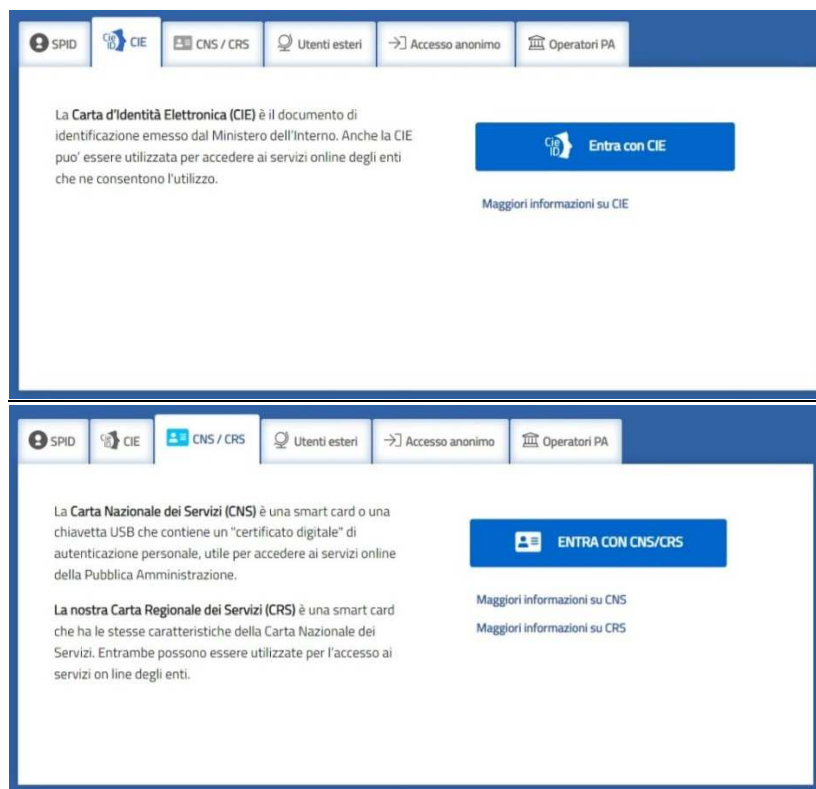 SPID CIE CNS / CRS Utenti esteri Accesso anonimo Operatori PA
La Carta d'Identità Elettronica (CIE) è il documento di
identificazione emesso dal Ministero dell'Interno. Anche la CIE
puo' essere utilizzata per accedere ai servizi online degli enti
che ne consentono l'utilizzo.
Cie ID Entra con CIE
Maggiori informazioni su CIE
SPID CIE CNS / CRS Utenti esteri Accesso anonimo Operatori PA
La Carta Nazionale dei Servizi (CNS) è una smart card o una
chiavetta USB che contiene un "certificato digitale" di
autenticazione personale, utile per accedere ai servizi online
della Pubblica Amministrazione.
La nostra Carta Regionale dei Servizi (CRS) è una smart card
che ha le stesse caratteristiche della Carta Nazionale dei
Servizi. Entrambe possono essere utilizzate per l'accesso ai
servizi on line degli enti.
ENTRA CON CNS/CRS
Maggiori informazioni su CNS
Maggiori informazioni su CRS